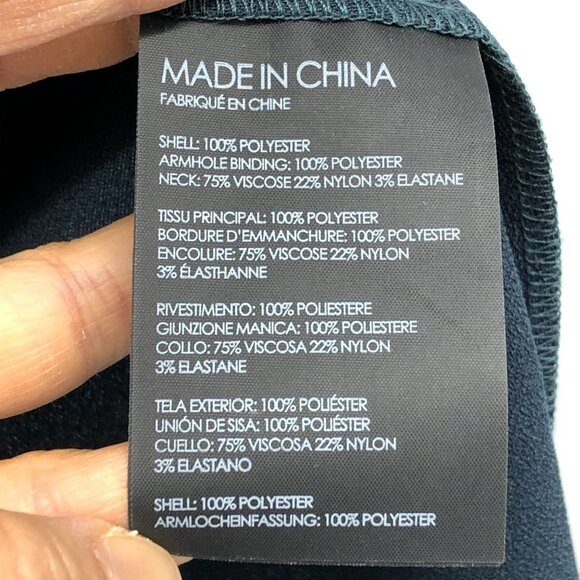 MADE IN CHINA
FABRIQUÉ EN CHINE
SHELL: 100% POLYESTER
ARMHOLE BINDING: 100% POLYESTER
NECK: 75% VISCOSE 22% NYLON 3% ELASTANE
TISSU PRINCIPAL: 100% POLYESTER
BORDURE D'EMMANCHURE: 100% POLYESTER
ENCOLURE: 75% VISCOSE 22% NYLON
3% ÉLASTHANNE
RIVESTIMENTO: 100% POLIESTERE
GIUNZIONE MANICA: 100% POLIESTERE
COLLO: 75% VISCOSA 22% NYLON
3% ELASTANE
TELA EXTERIOR: 100% POLIÉSTER
UNIÓN DE SISA: 100% POLIÉSTER
CUELLO: 75% VISCOSA 22% NYLON
3% ELASTANO
SHELL: 100% POLYESTER
ARMLOCHEINFASSUNG: 100% POLYESTER